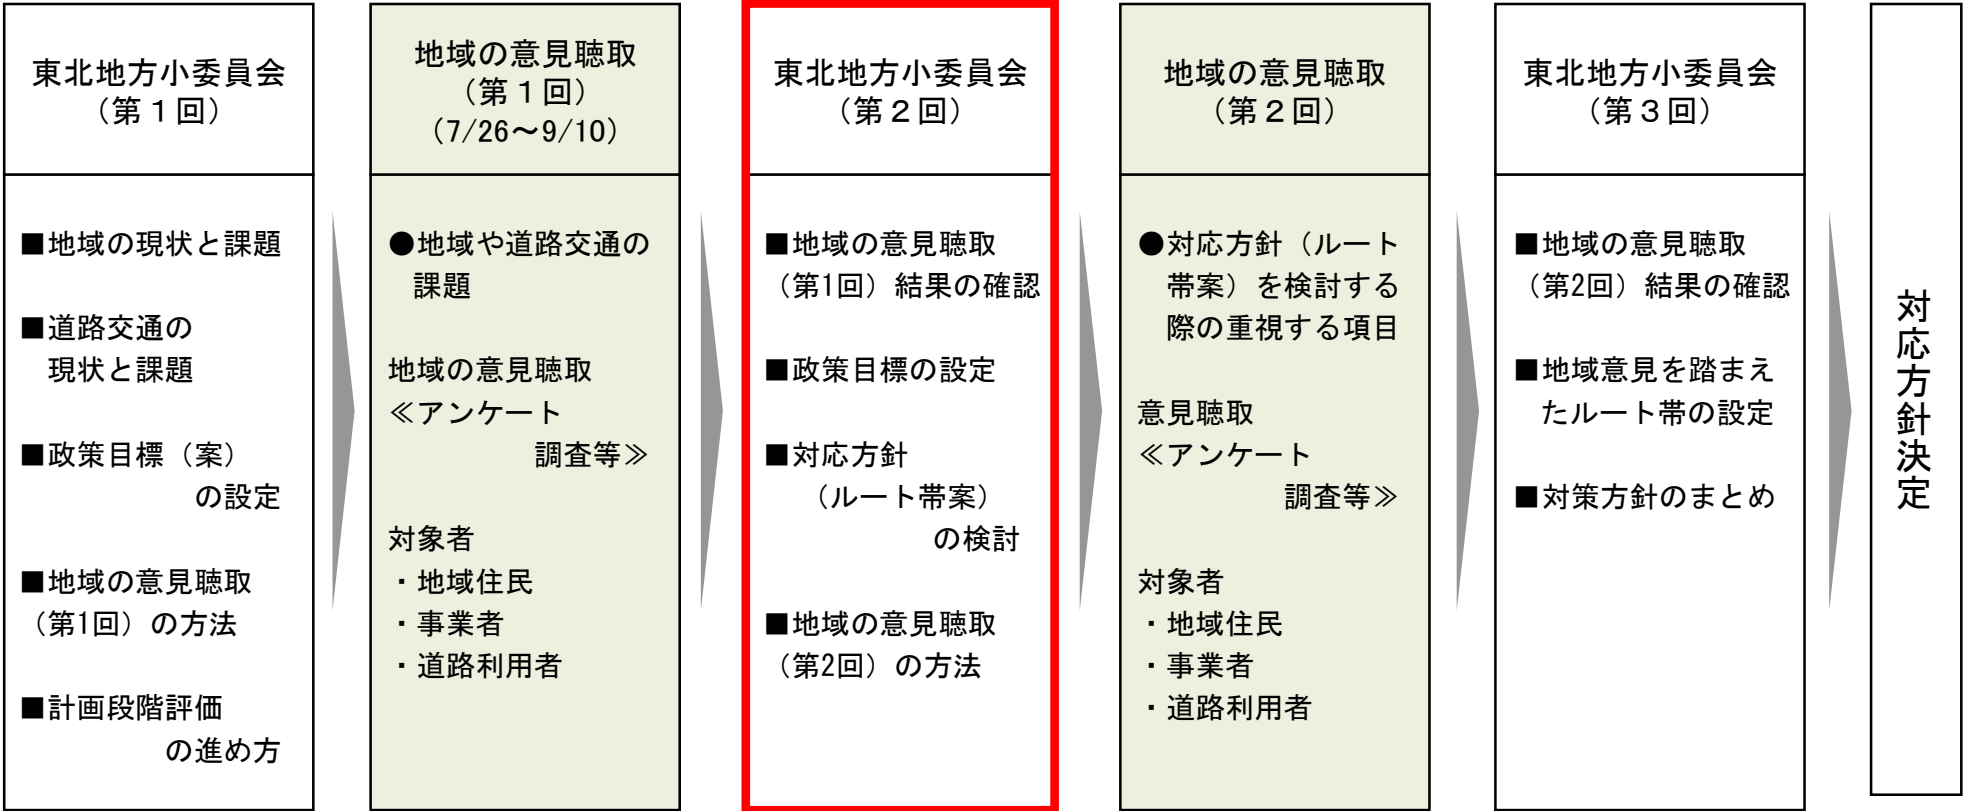 東北地方小委員会
（第１回）
■地域の現状と課題
■道路交通の
現状と課題
■政策目標（案）
の設定
■地域の意見聴取
（第1回）の方法
■計画段階評価
の進め方
地域の意見聴取
（第１回）
（7/26～9/10）
●地域や道路交通の
課題
地域の意見聴取
≪アンケート
調査等≫
対象者
・地域住民
・事業者
・道路利用者
東北地方小委員会
（第２回）
■地域の意見聴取
（第1回）結果の確認
■政策目標の設定
■対応方針
（ルート帯案）
の検討
■地域の意見聴取
（第2回）の方法
地域の意見聴取
（第２回）
●対応方針（ルート
帯案）を検討する
際の重視する項目
意見聴取
≪アンケート
調査等≫
対象者
・地域住民
・事業者
・道路利用者
東北地方小委員会
（第３回）
■地域の意見聴取
（第2回）結果の確認
■地域意見を踏まえ
たルート帯の設定
■対策方針のまとめ
対応方針決定